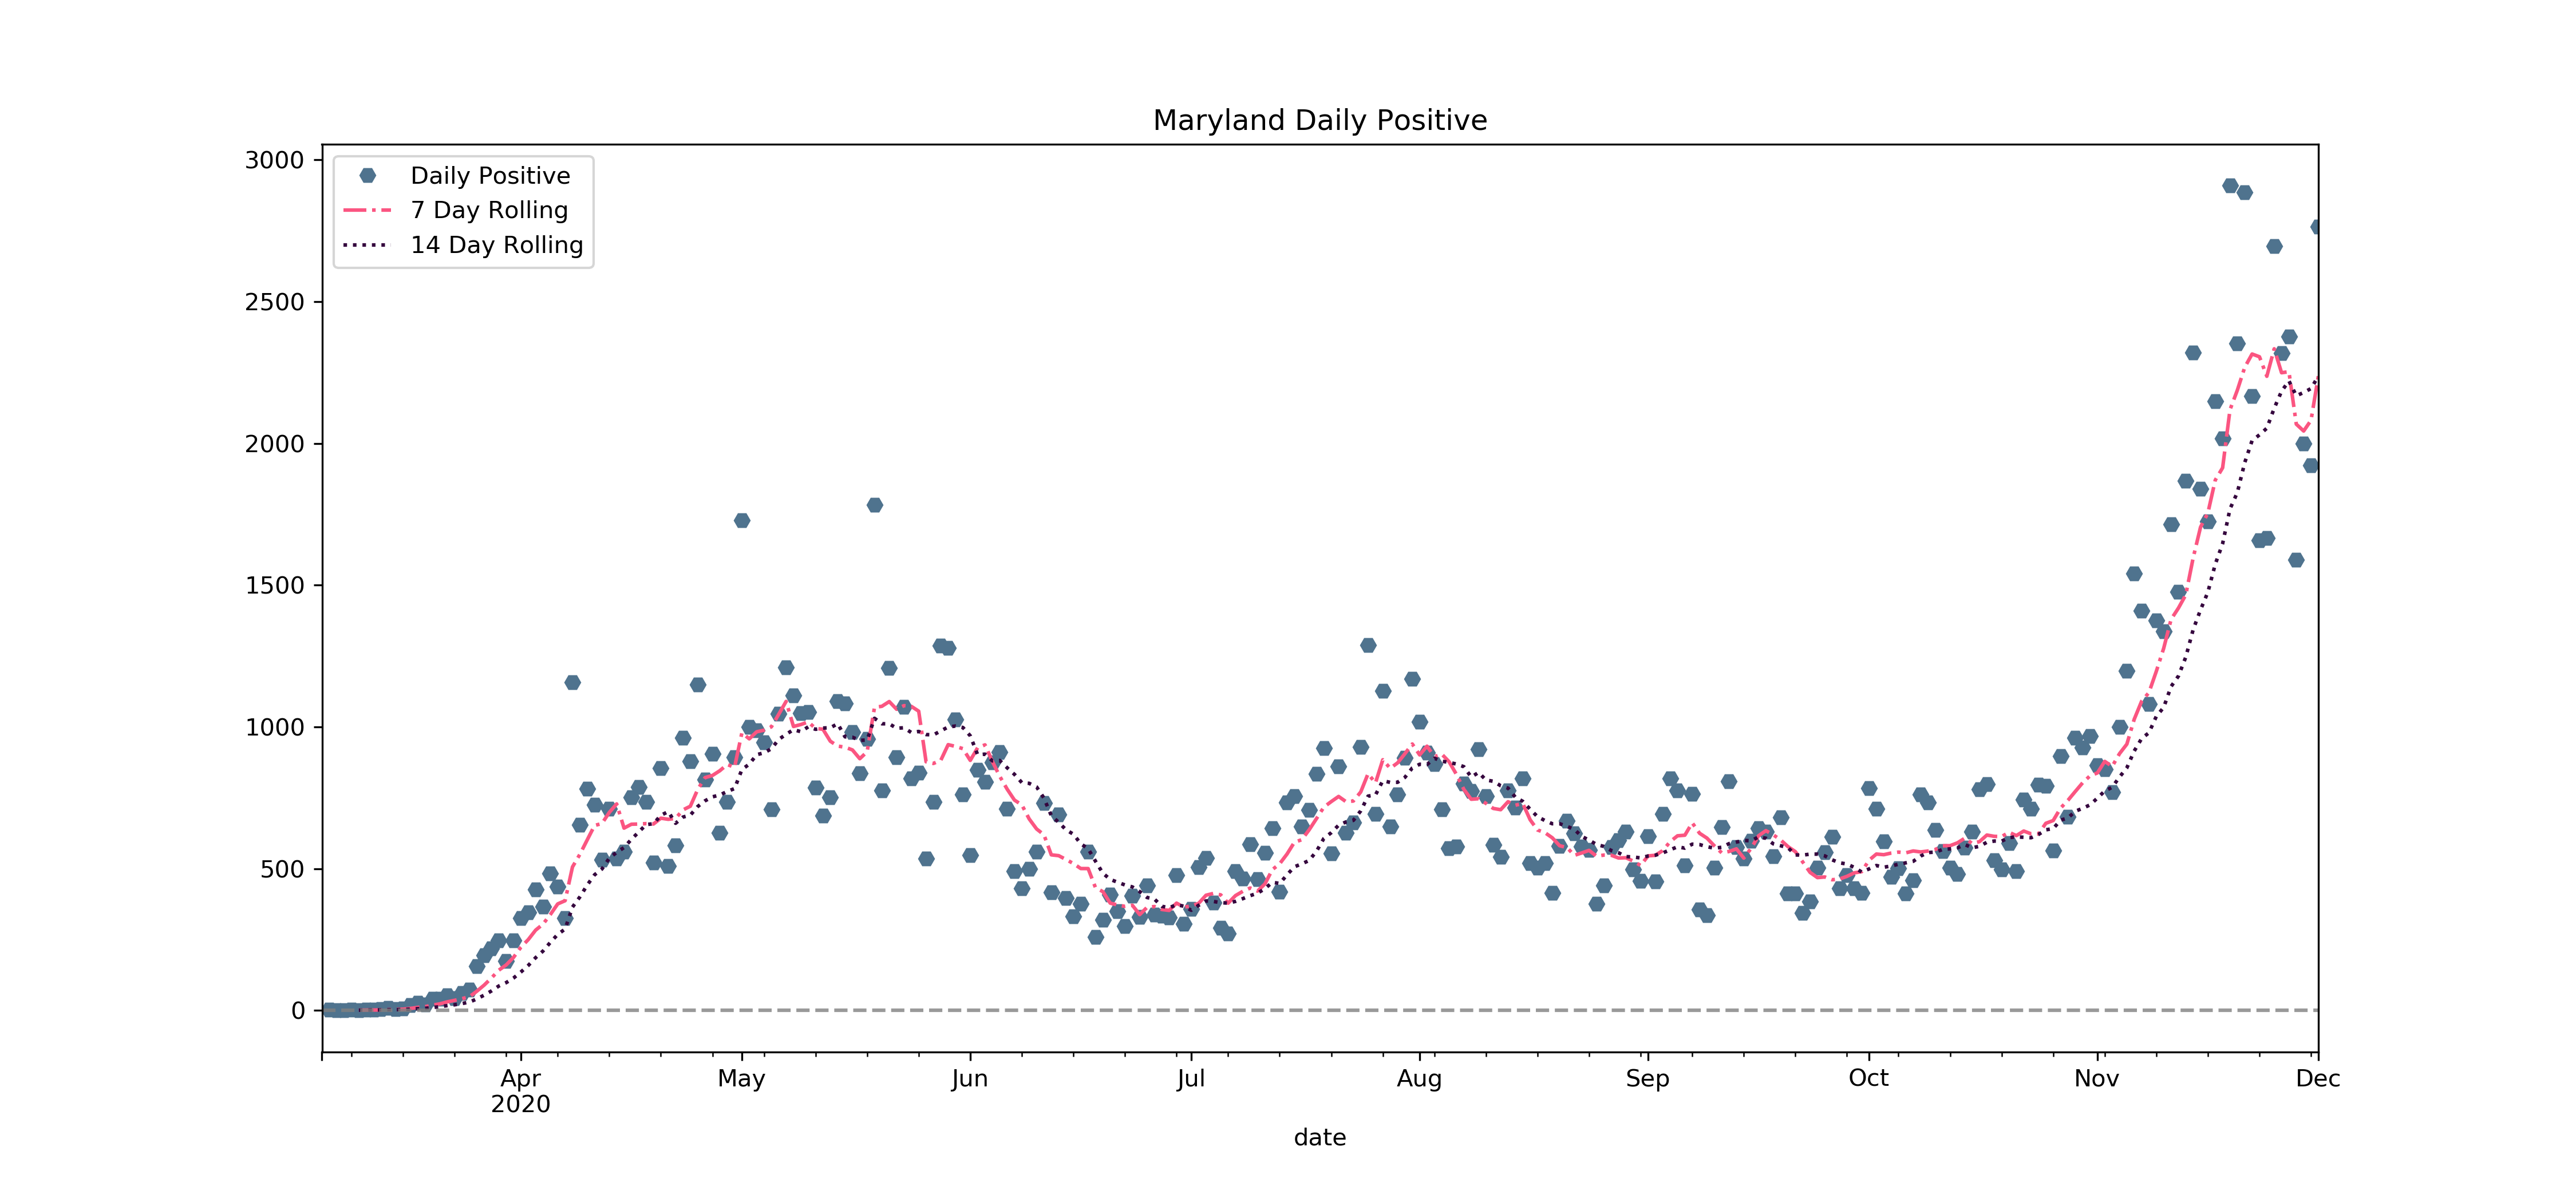 Maryland Daily Positive
3000
2500
2000
1500
1000
500
0
Daily Positive
7 Day Rolling
14 Day Rolling
Apr May Jun Jul Aug Sep Oct Nov Dec
2020
date